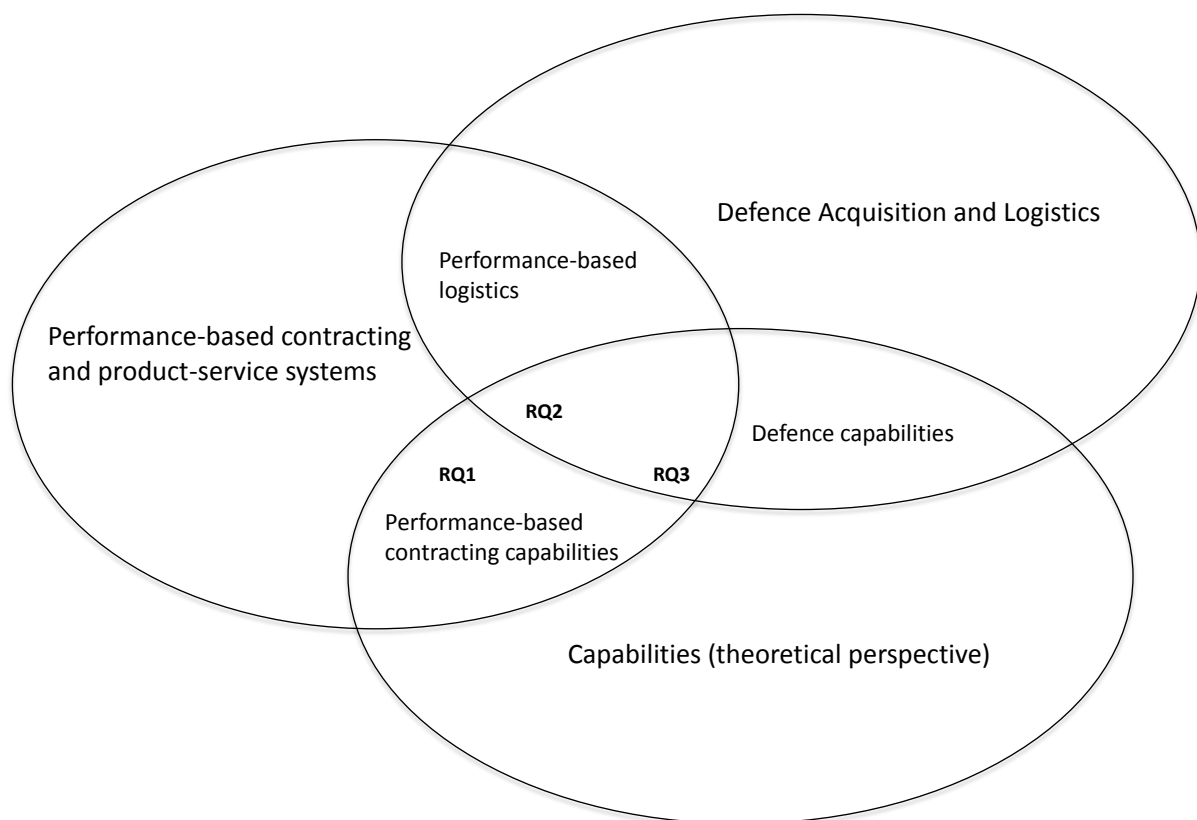 Defence Acquisition and Logistics
Performance-based
logistics
Performance-based contracting
and product-service systems
RQ2
Defence capabilities
RQ1
RQ3
Performance-based
contracting capabilities
Capabilities (theoretical perspective)